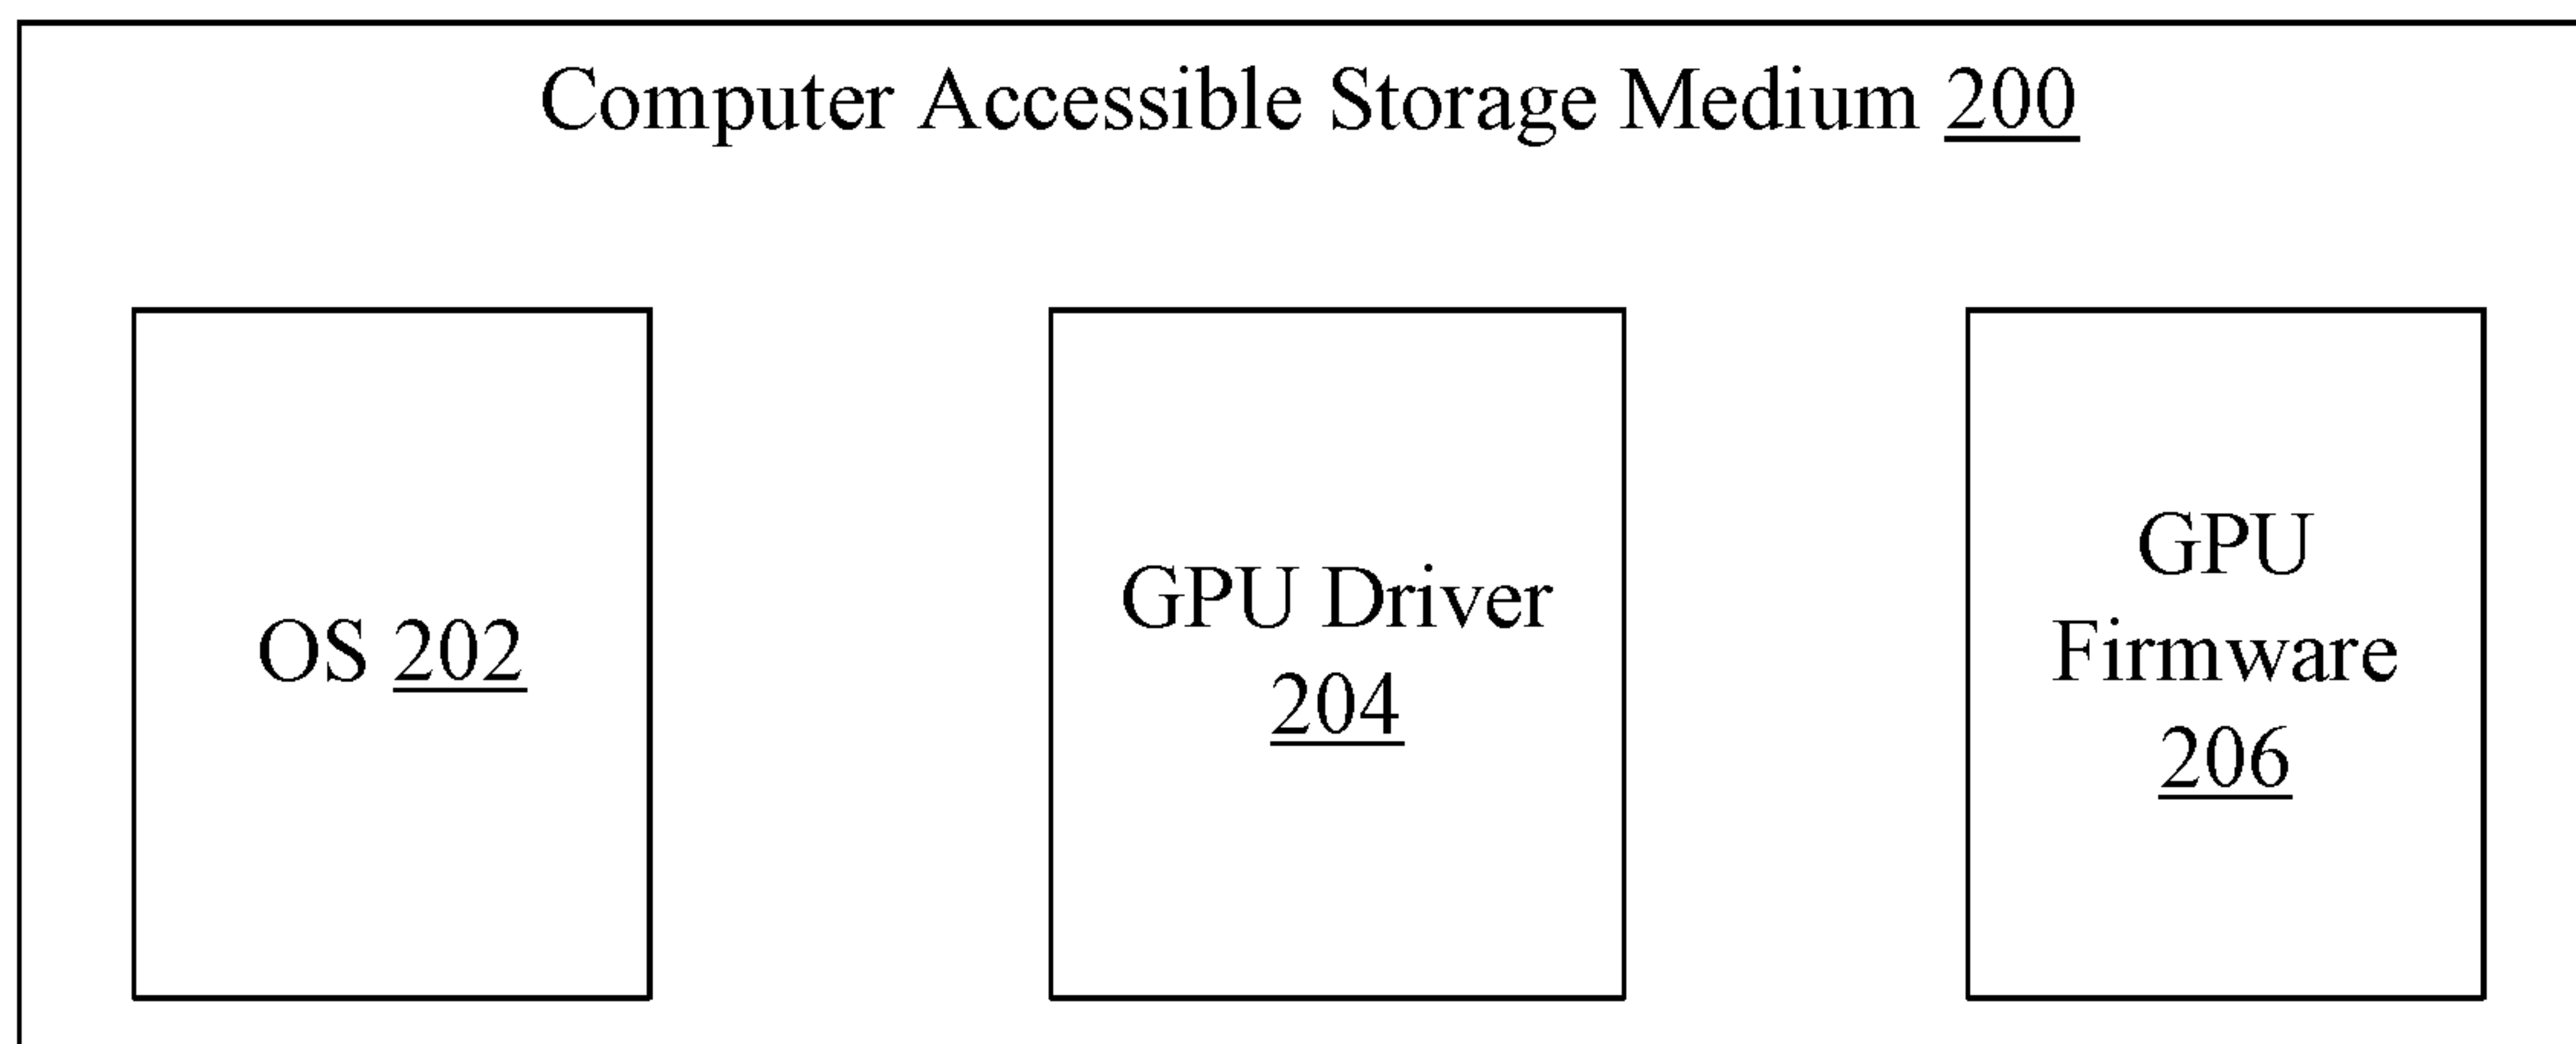 Computer Accessible Storage Medium 200
OS 202
GPU Driver
204
GPU
Firmware
206